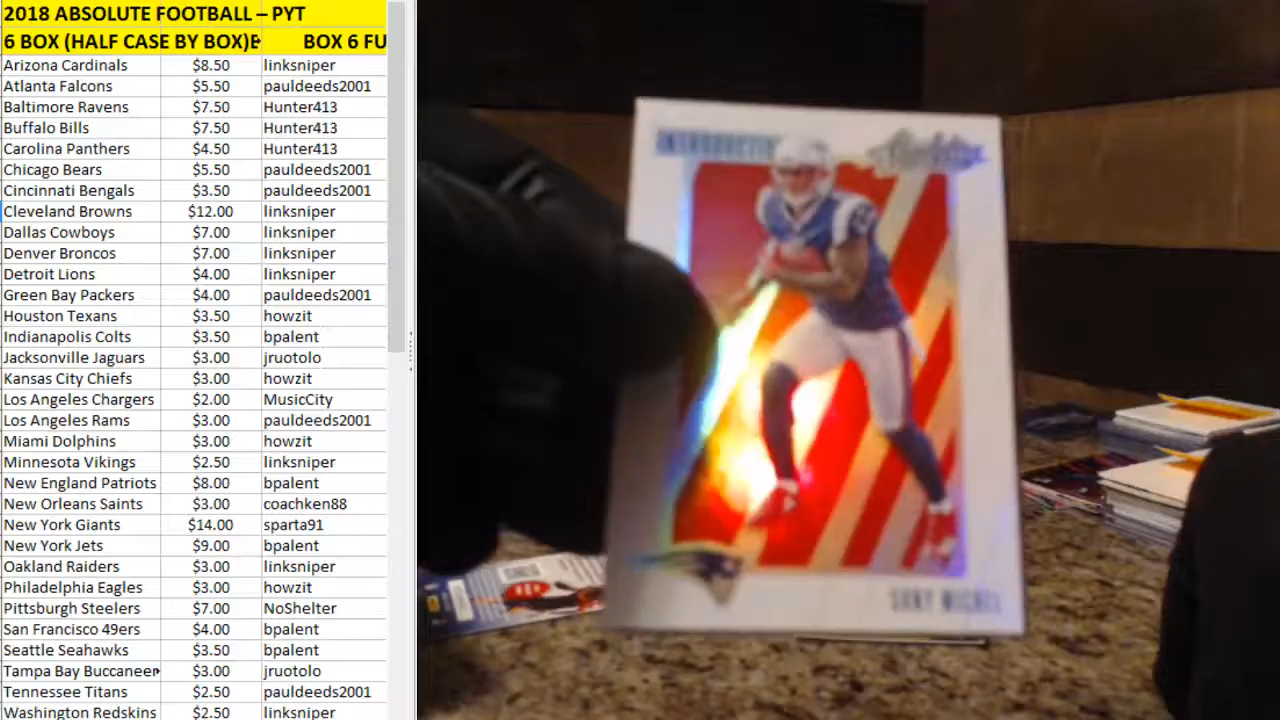 2018 ABSOLUTE FOOTBALL – PYT
6 BOX (HALF CASE BY BOX)B BOX 6 FU
Arizona Cardinals $8.50 linksniper
Atlanta Falcons $5.50 pauldeeds2001
Baltimore Ravens $7.50 Hunter413
Buffalo Bills $7.50 Hunter413
Carolina Panthers $4.50 Hunter413
Chicago Bears $5.50 pauldeeds2001
Cincinnati Bengals $3.50 pauldeeds2001
Cleveland Browns $12.00 linksniper
Dallas Cowboys $7.00 linksniper
Denver Broncos $7.00 linksniper
Detroit Lions $4.00 linksniper
Green Bay Packers $4.00 pauldeeds2001
Houston Texans $3.50 howzit
Indianapolis Colts $3.50 bpalent
Jacksonville Jaguars $3.00 jruotolo
Kansas City Chiefs $3.00 howzit
Los Angeles Chargers $2.00 MusicCity
Los Angeles Rams $3.00 pauldeeds2001
Miami Dolphins $3.00 howzit
Minnesota Vikings $2.50 linksniper
New England Patriots $8.00 bpalent
New Orleans Saints $3.00 coachken88
New York Giants $14.00 sparta91
New York Jets $9.00 bpalent
Oakland Raiders $3.00 linksniper
Philadelphia Eagles $3.00 howzit
Pittsburgh Steelers $7.00 NoShelter
San Francisco 49ers $4.00 bpalent
Seattle Seahawks $3.50 bpalent
Tampa Bay Buccaneer $3.00 jruotolo
Tennessee Titans $2.50 pauldeeds2001
Washington Redskins $2.50 linksniper
Absolute
SONY MICHEL